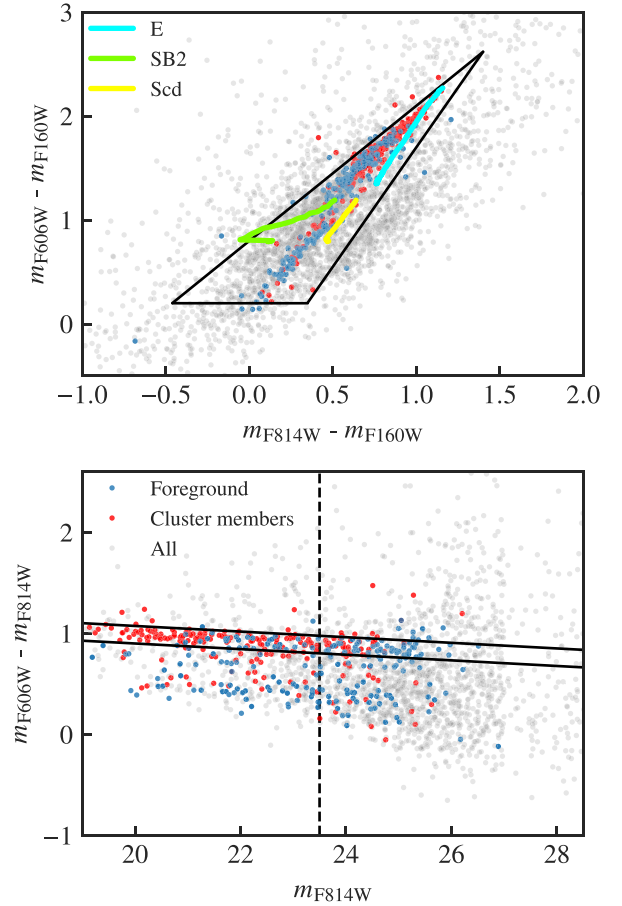 3
E
SB2
Scd
2
1
0
m_F606W - m_F160W
−1.0 −0.5 0.0 0.5 1.0 1.5 2.0
m_F814W - m_F160W
Foreground
Cluster members
All
2
1
0
−1
m_F606W - m_F814W
20 22 24 26 28
m_F814W